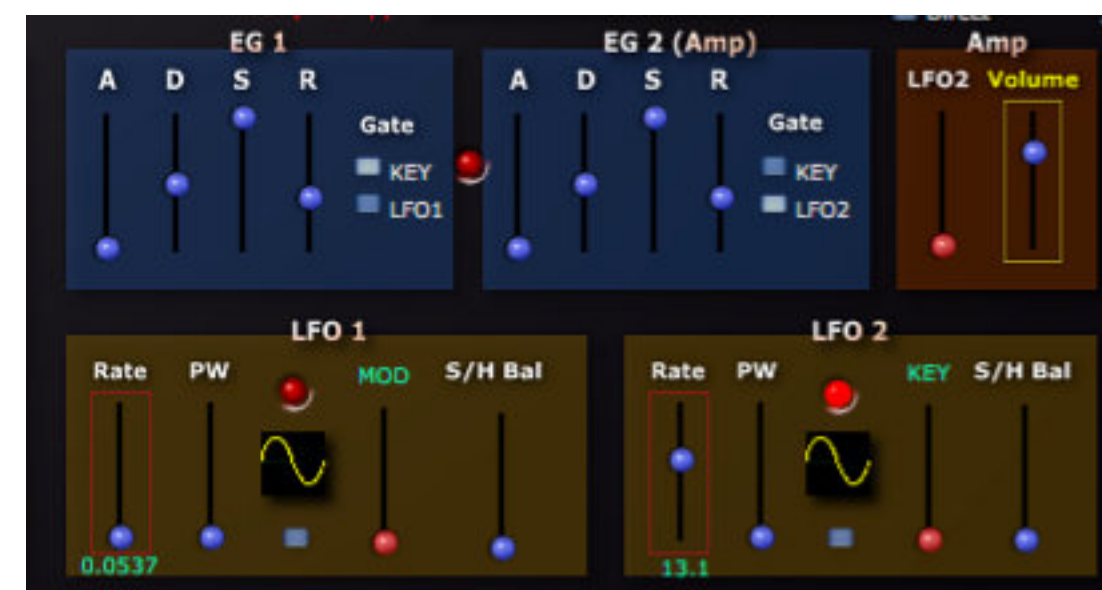 EG 1
EG 2 (Amp)
Amp
A D S R
Gate
KEY
LFO1
A D S R
Gate
KEY
LFO2
LFO2 Volume
LFO 1
Rate PW MOD S/H Bal
0.0537
LFO 2
Rate PW KEY S/H Bal
13.1